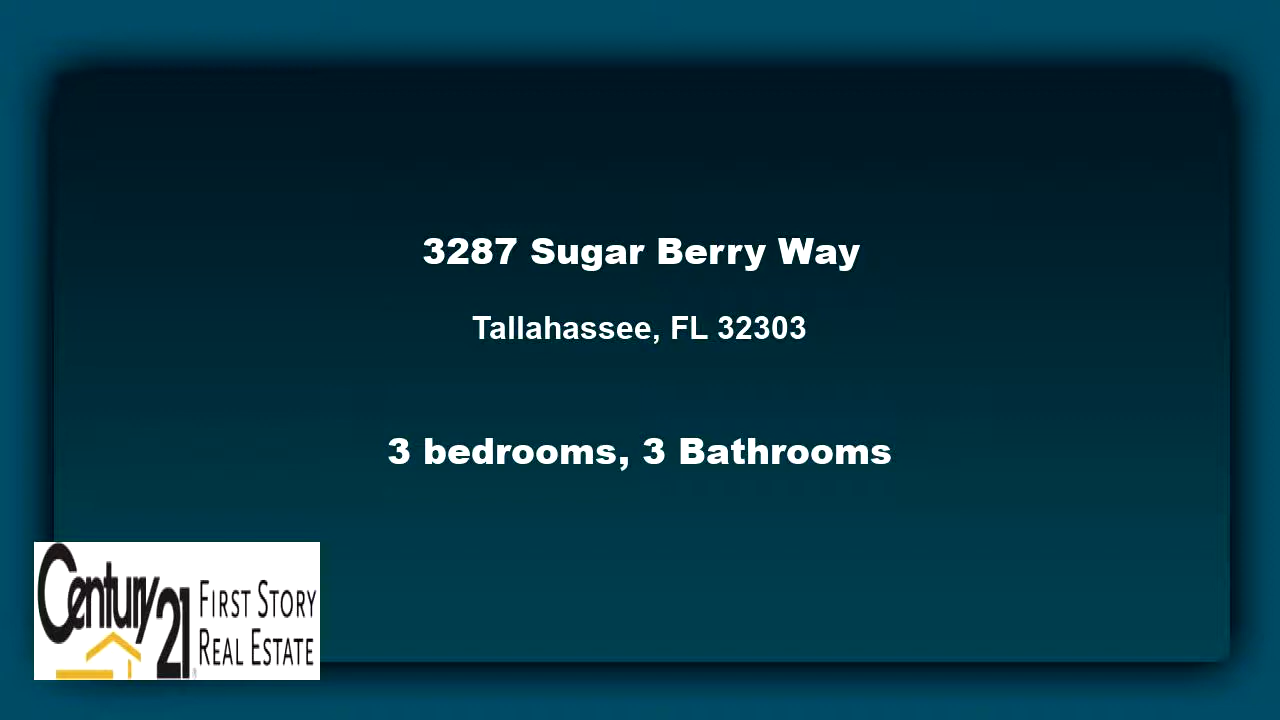 3287 Sugar Berry Way
Tallahassee, FL 32303
3 bedrooms, 3 Bathrooms
Century 21
FIRST STORY
REAL ESTATE